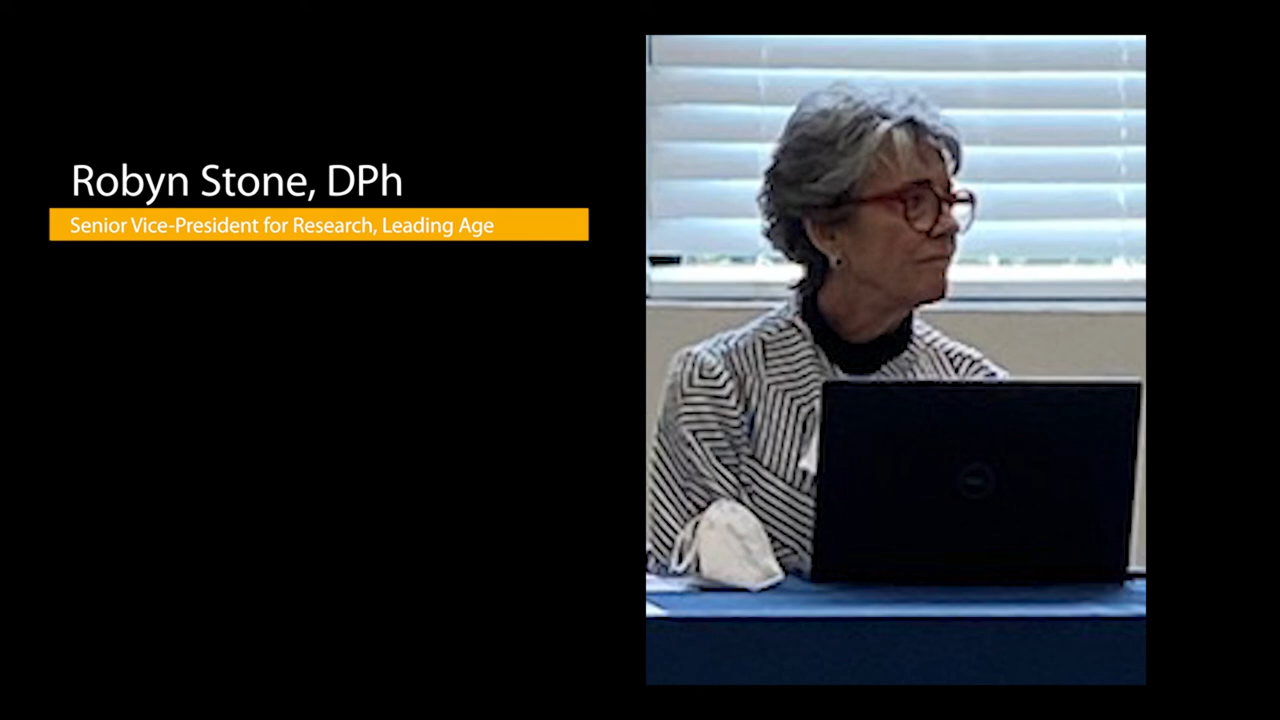 Robyn Stone, DPh
Senior Vice-President for Research, Leading Age